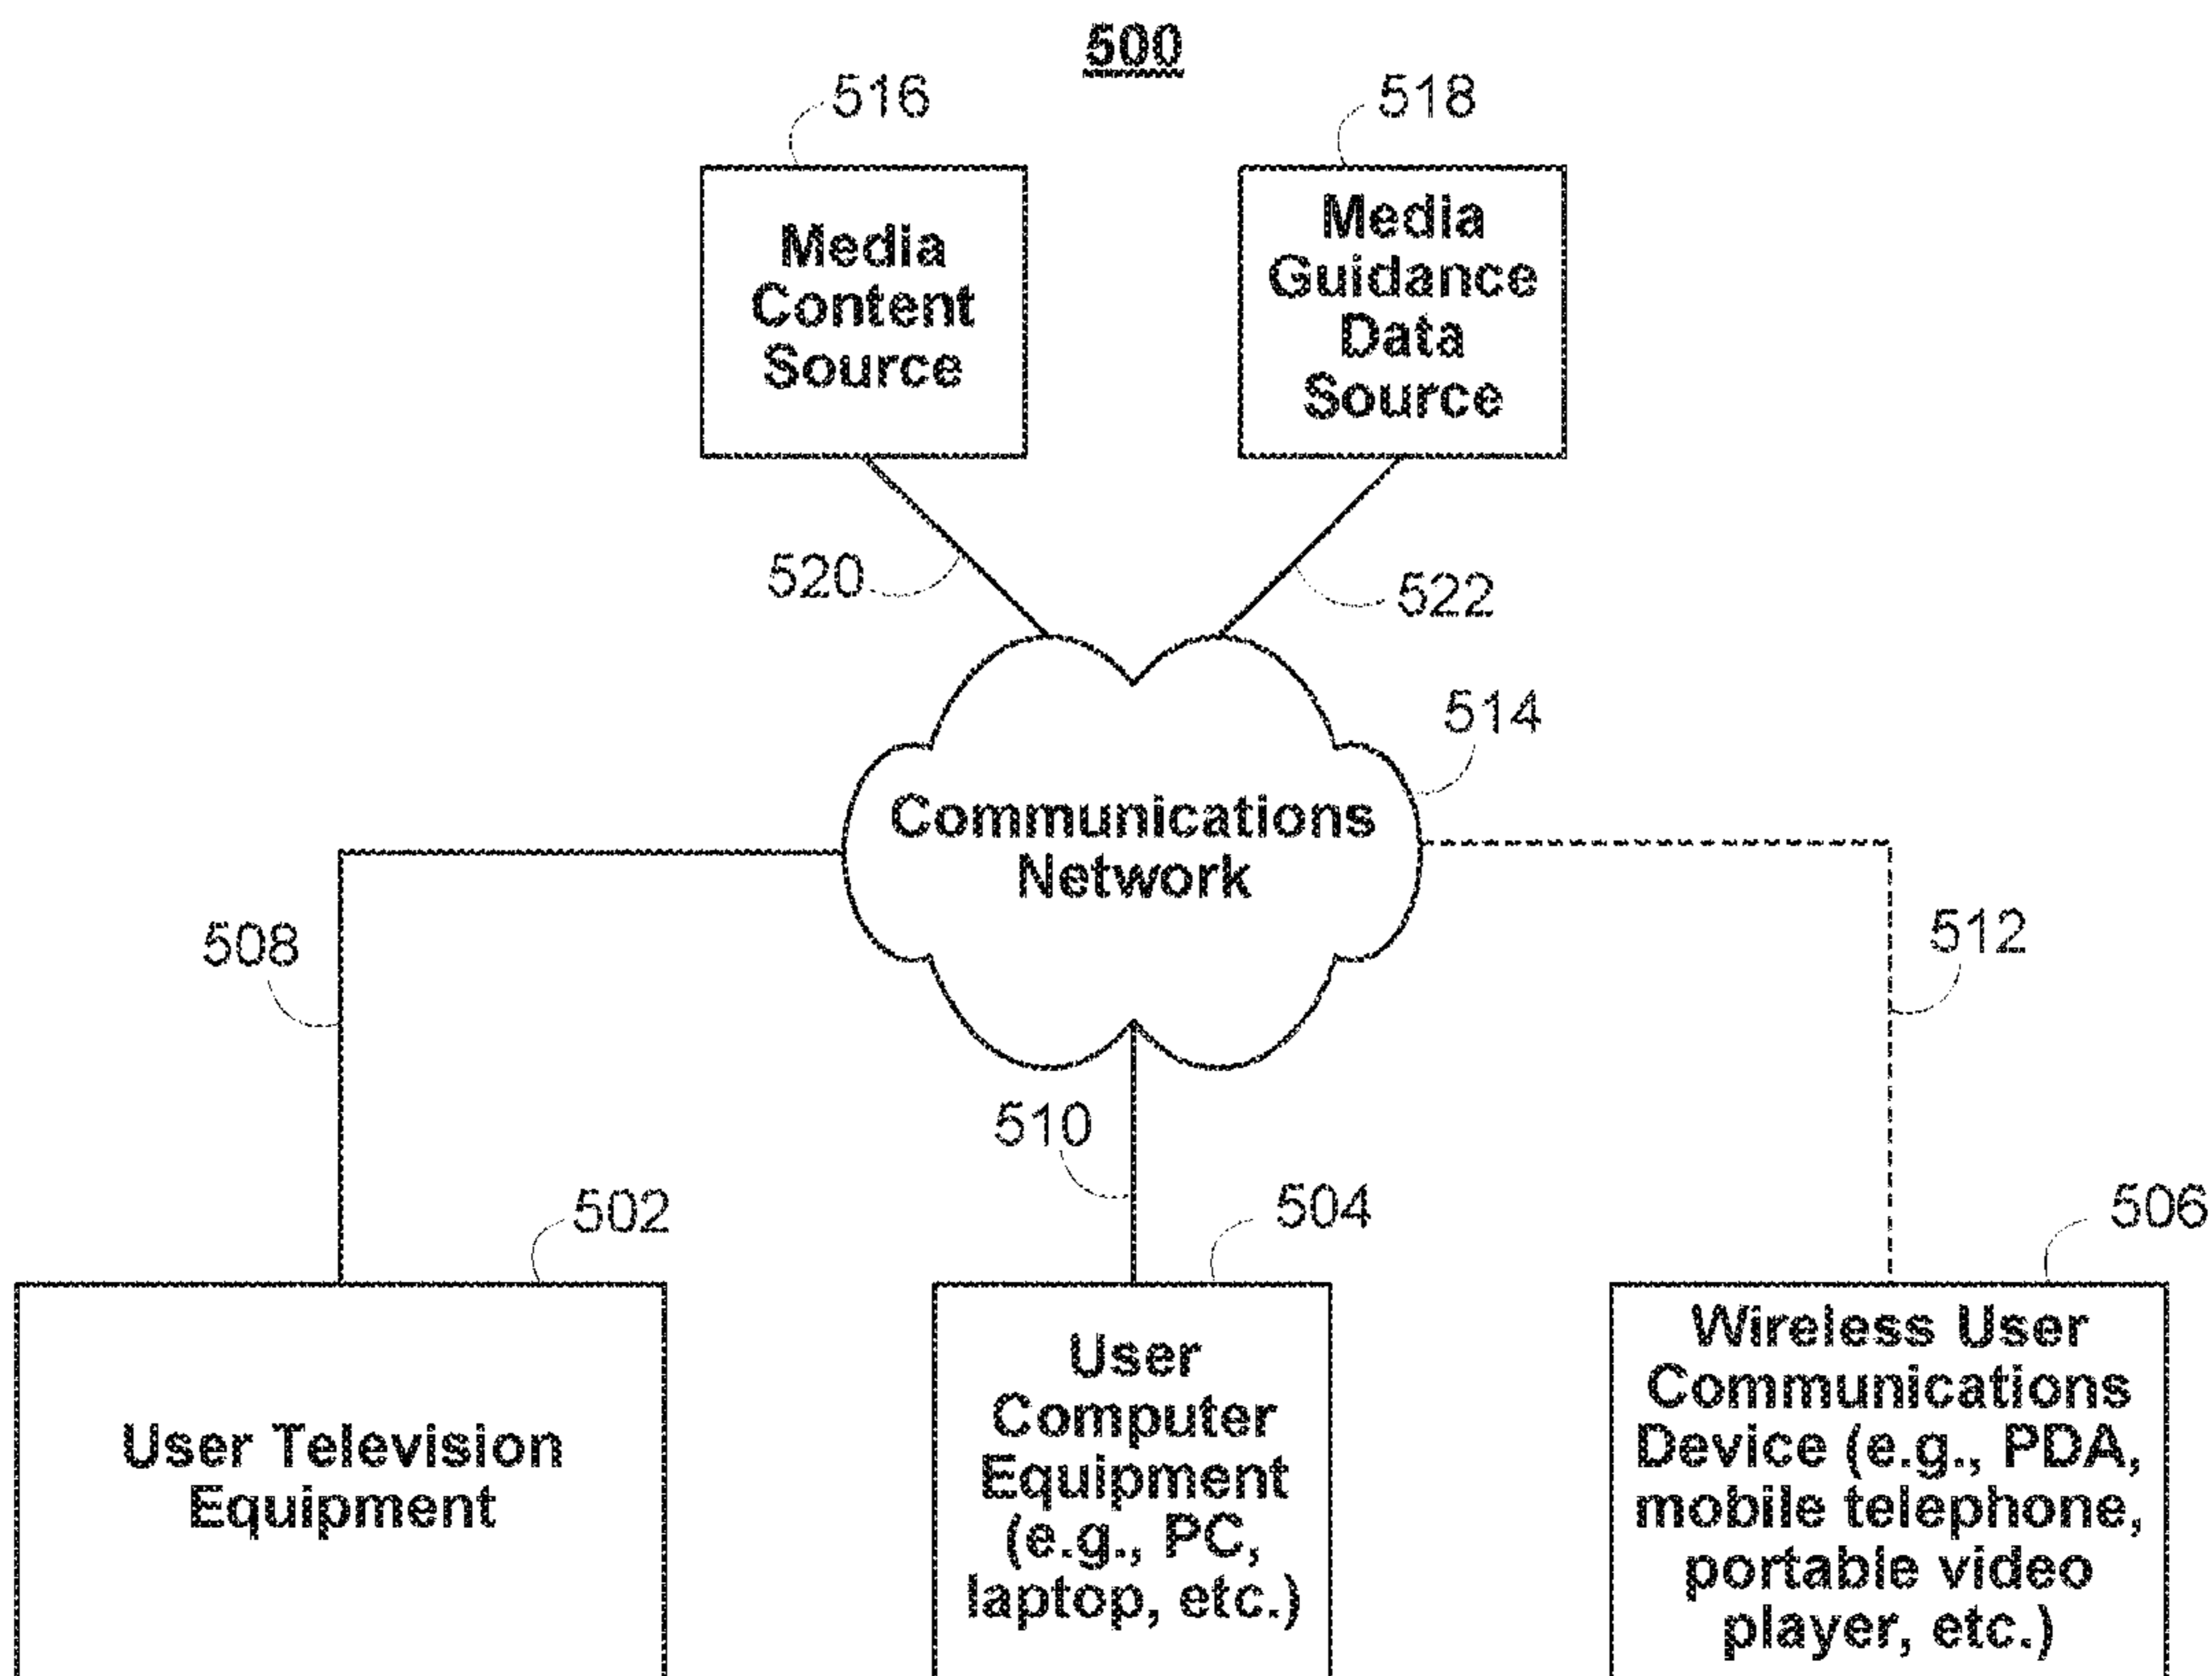 500
516
518
Media
Content
Source
Media
Guidance
Data
Source
520
522
514
Communications
Network
508
512
510
502
504
506
User Television
Equipment
User
Computer
Equipment
(e.g., PC,
laptop, etc.)
Wireless User
Communications
Device (e.g., PDA,
mobile telephone,
portable video
player, etc.)